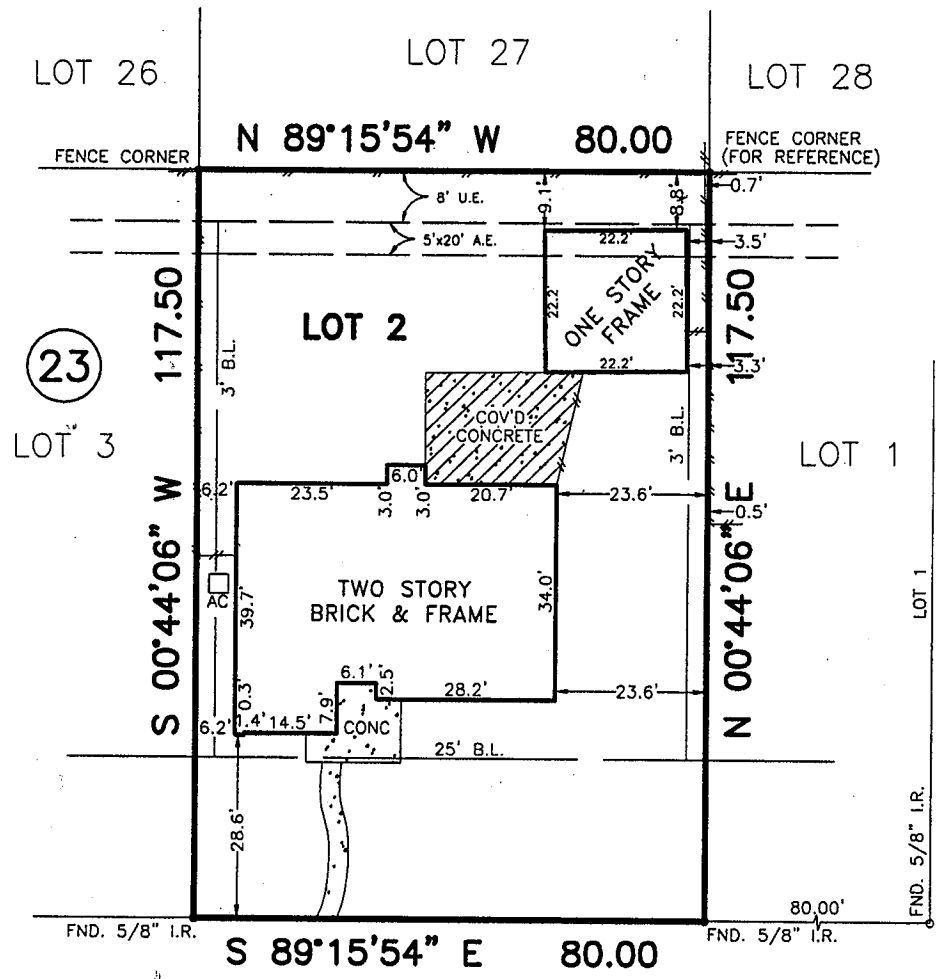 LOT 26
LOT 27
LOT 28
N 89°15'54" W 80.00
FENCE CORNER
FENCE CORNER
(FOR REFERENCE)
0.7'
8' U.E.
9.1'
8.8'
5'x20' A.E.
22.2'
3.5'
S 00°44'06" W 117.50
LOT 2
22.2'
ONE STORY
FRAME
22.2'
N 00°44'06" E 117.50
23
3' B.L.
22.2'
3.3'
COV'D
CONCRETE
3' B.L.
LOT 3
LOT 1
6.2'
23.5'
3.0'
6.0'
3.0'
20.7'
23.6'
0.5'
AC
39.7'
TWO STORY
BRICK & FRAME
34.0'
LOT 1
6.1'
2.5'
28.2'
23.6'
0.3'
6.2'
1.4'
14.5'
7.9'
CONC
25' B.L.
28.6'
FND. 5/8" I.R.
80.00'
FND. 5/8" I.R.
FND. 5/8" I.R.
S 89°15'54" E 80.00